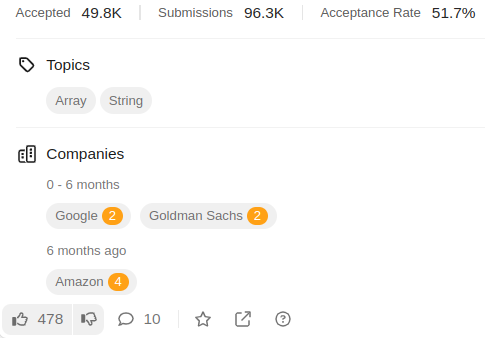 Accepted 49.8K Submissions 96.3K Acceptance Rate 51.7%
Topics
Array String
Companies
0 - 6 months
Google 2 Goldman Sachs 2
6 months ago
Amazon 4
478 10